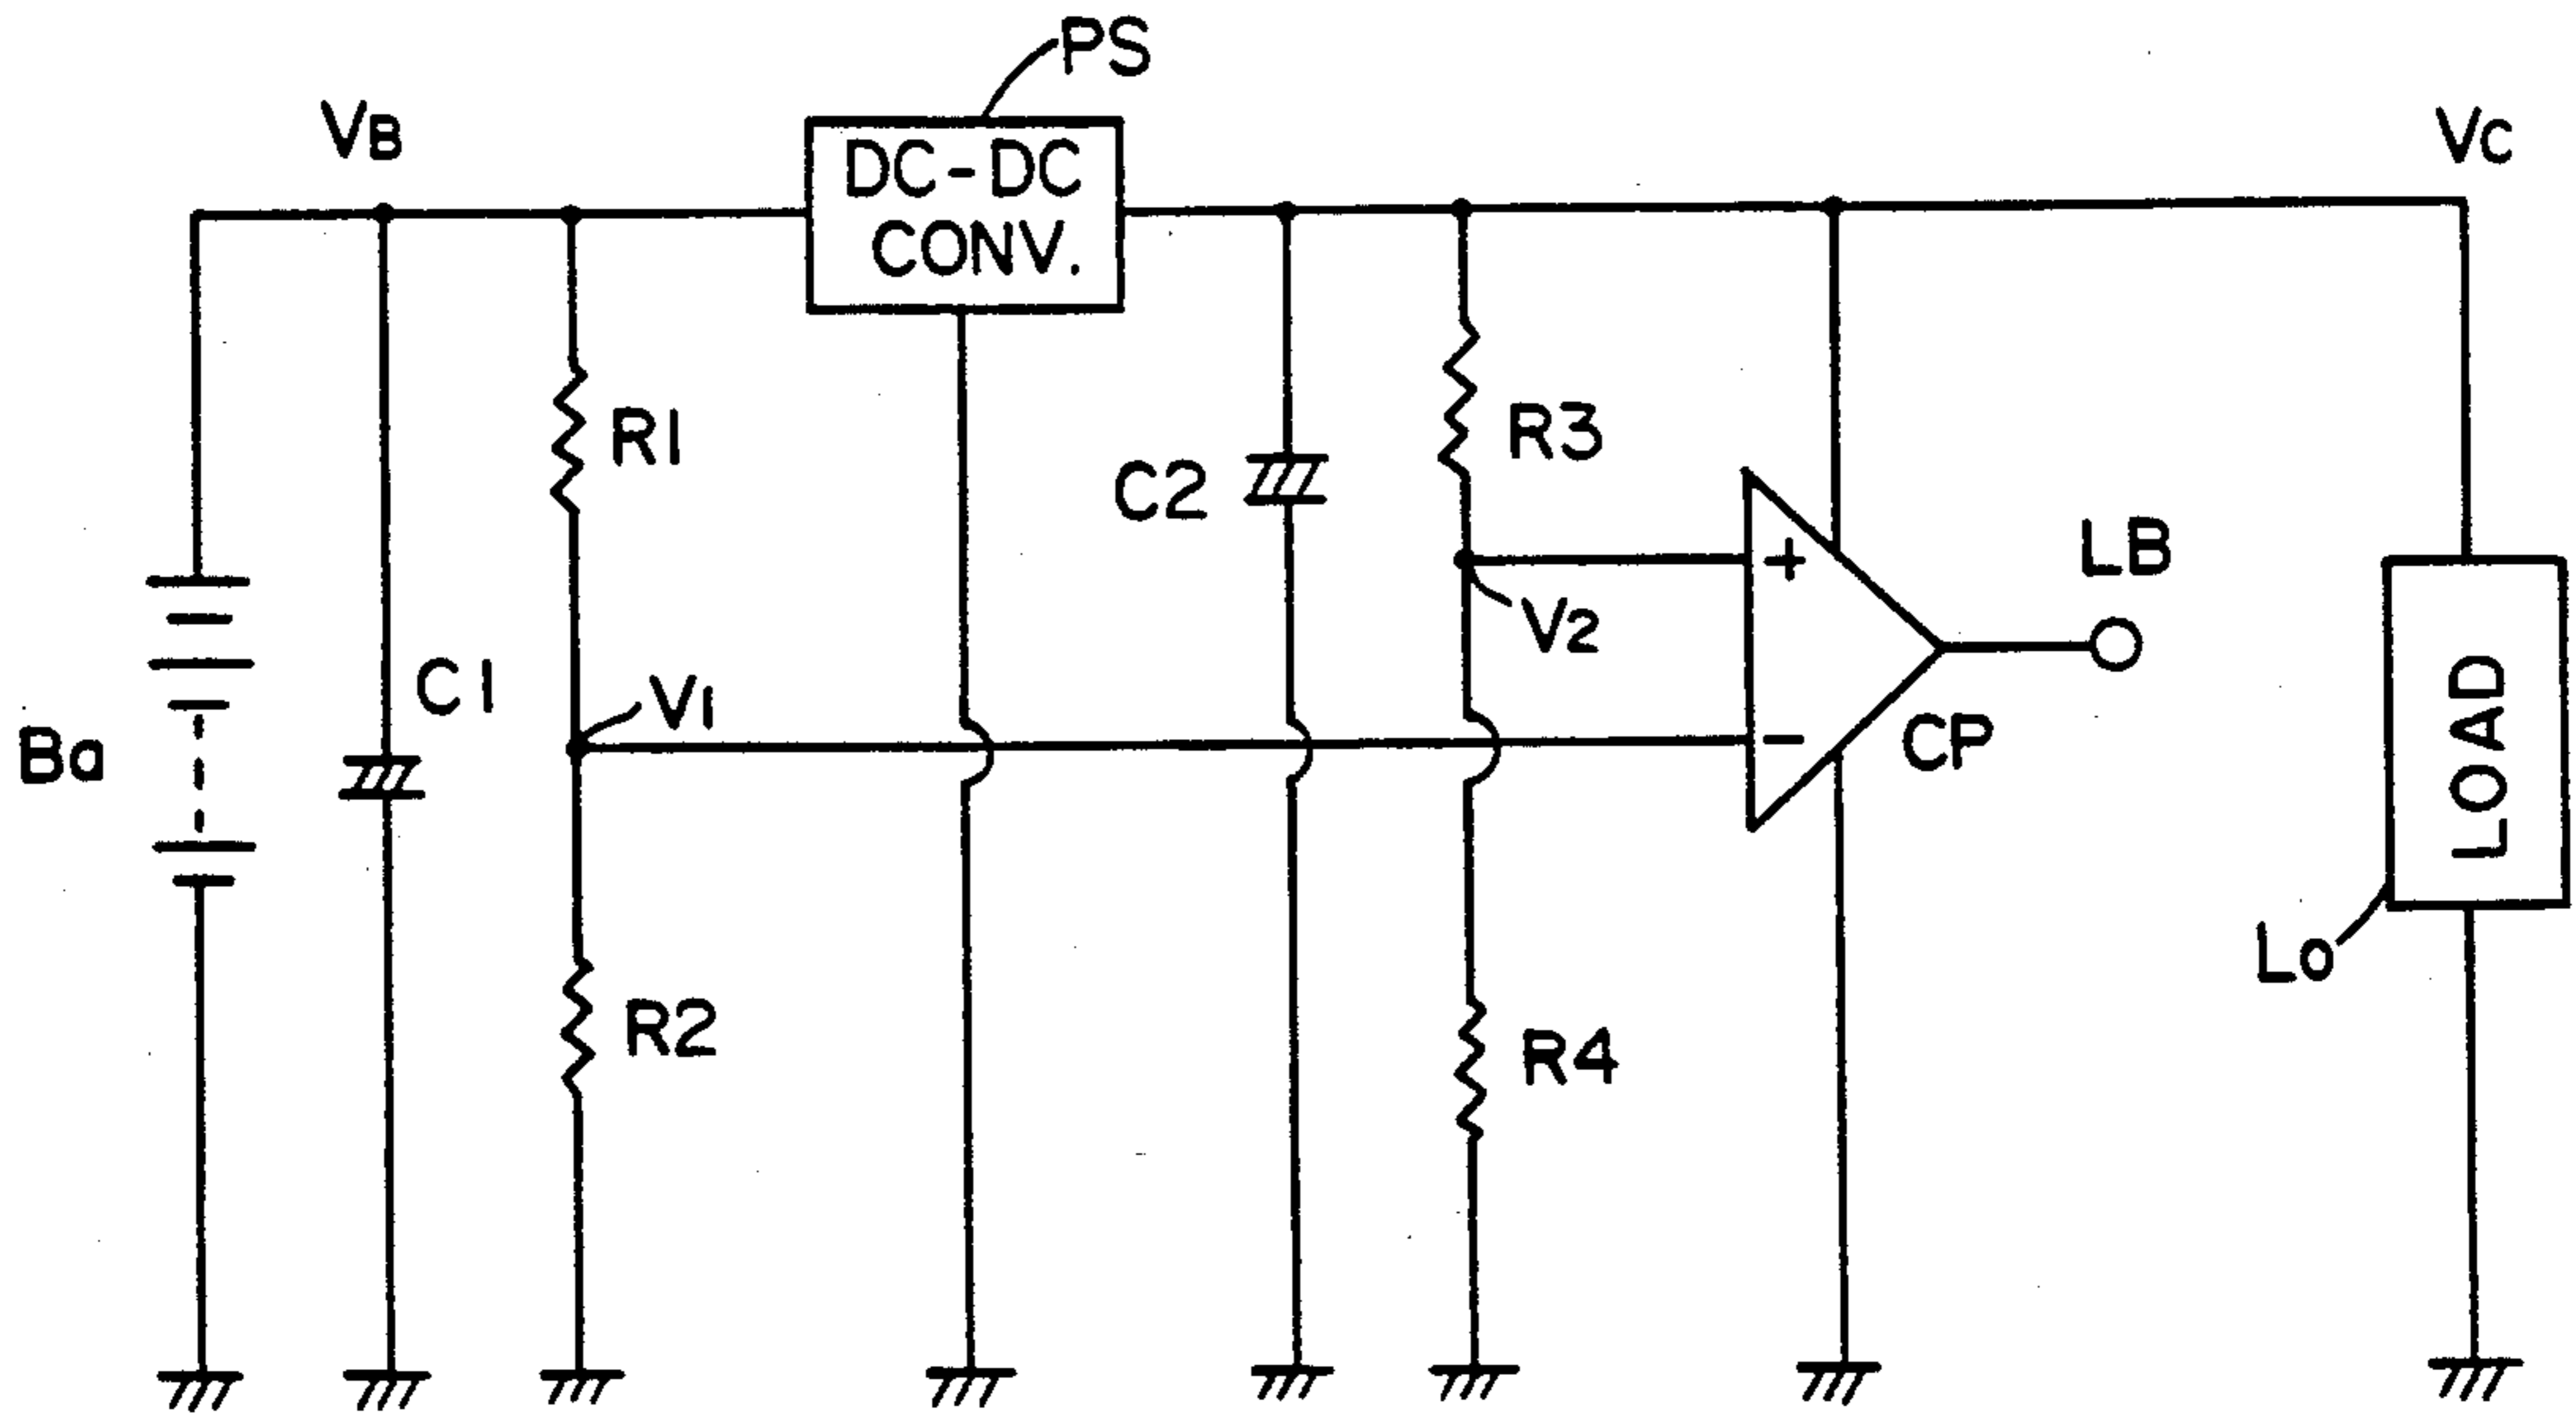 PS
VB
DC-DC
CONV.
VC
R1
R3
C2
+
LB
V2
C1
V1
Ba
-
CP
LOAD
Lo
R2
R4